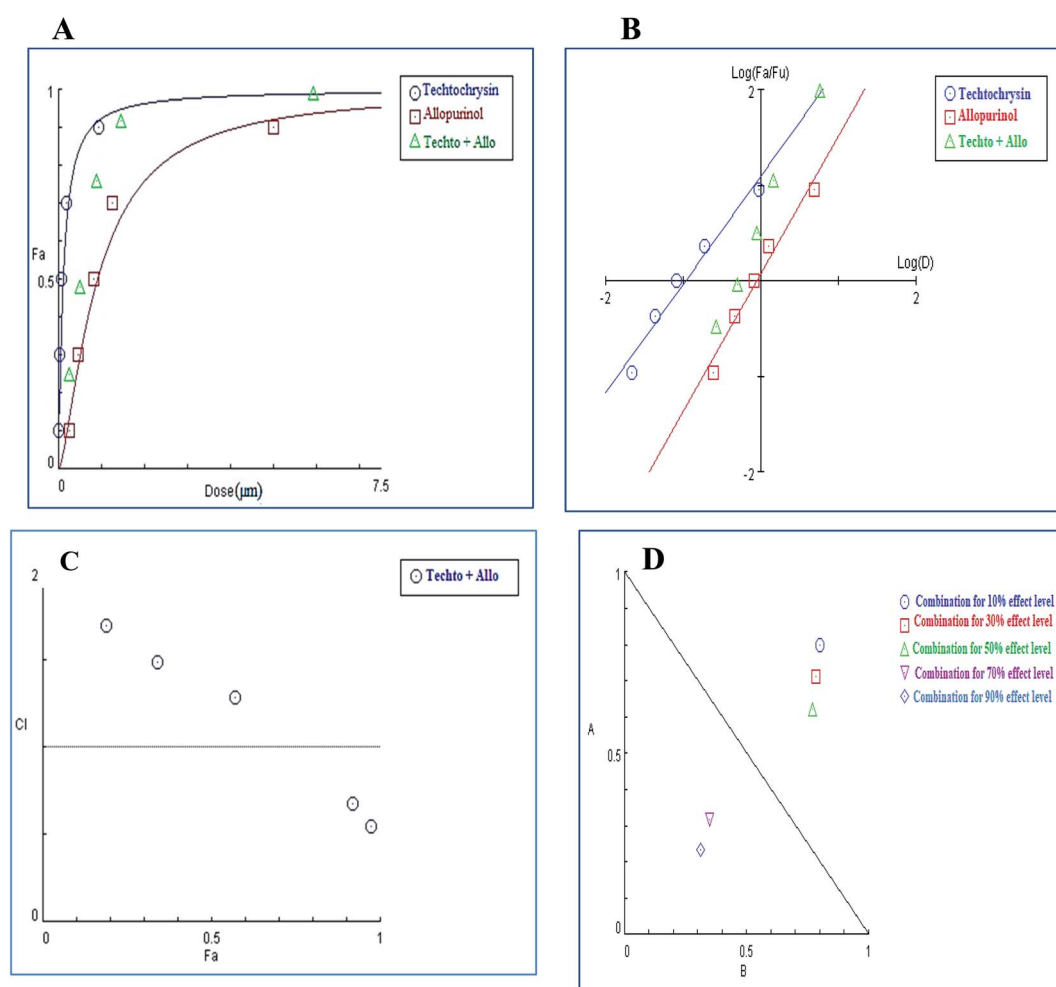 A
1
Techtochrysin
Allopurinol
Techto + Allo
Fa
0.5
0
0
Dose(μm)
7.5
B
Log(Fa/Fu)
2
Techtochrysin
Allopurinol
Techto + Allo
Log(D)
-2
2
-2
C
2
Techto + Allo
CI
0
0
0.5
1
Fa
D
1
Combination for 10% effect level
Combination for 30% effect level
Combination for 50% effect level
Combination for 70% effect level
Combination for 90% effect level
A
0.5
0
0
0.5
1
B